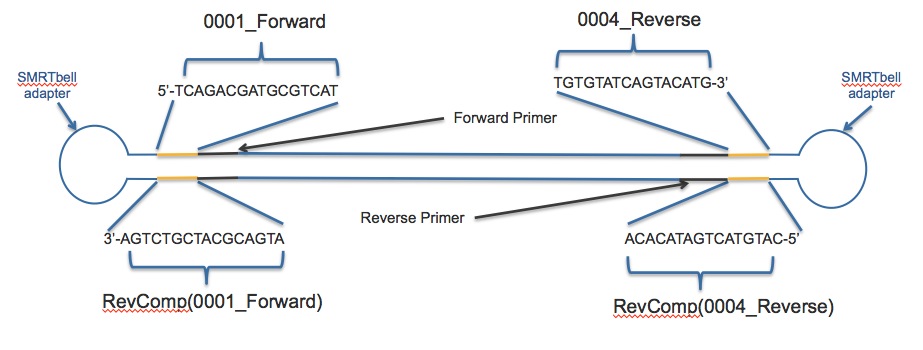 0001_Forward
0004_Reverse
SMRTbell
adapter
5'-TCAGACGATGCGTCAT
TGTGTATCAGTACATG-3'
SMRTbell
adapter
Forward Primer
Reverse Primer
3'-AGTCTGCTACGCAGTA
ACACATAGTCATGTAC-5'
RevComp(0001_Forward)
RevComp(0004_Reverse)